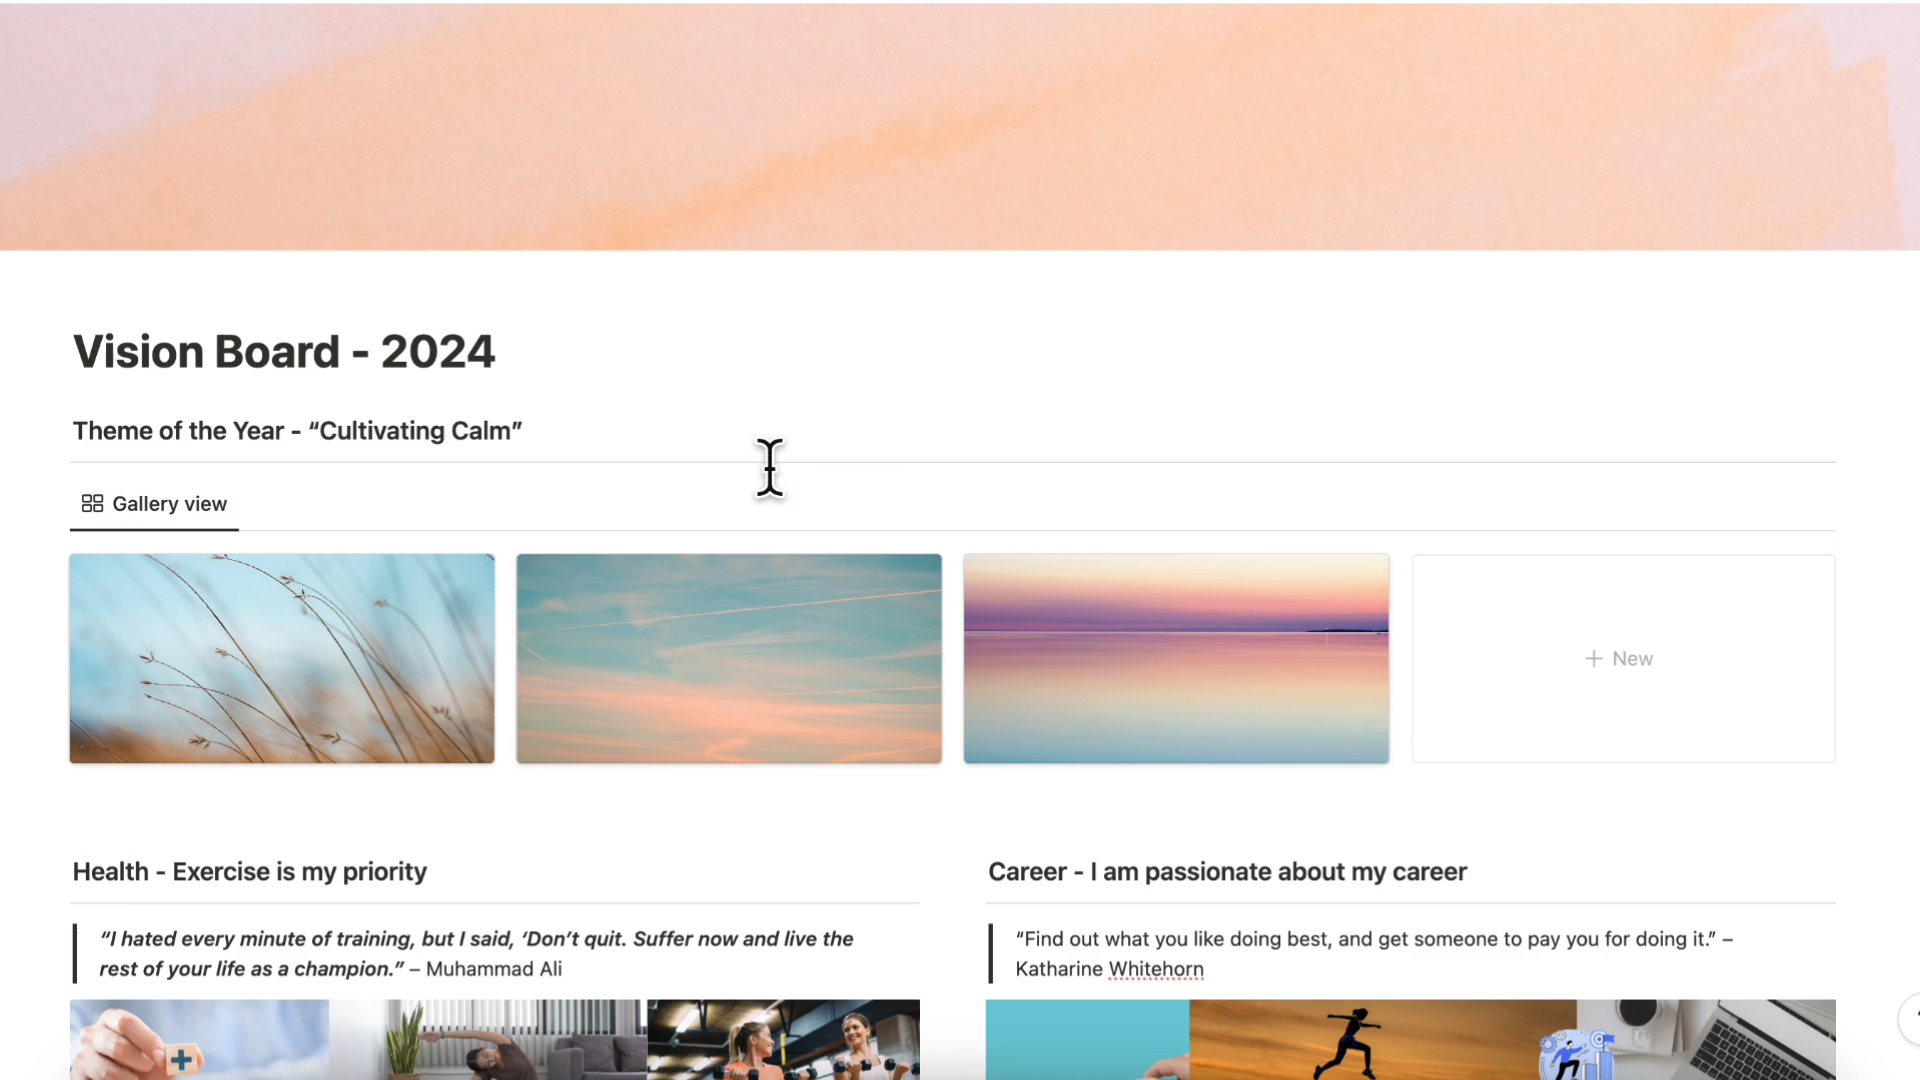 Vision Board - 2024
Theme of the Year - “Cultivating Calm”
Gallery view
+ New
Health - Exercise is my priority
“I hated every minute of training, but I said, ‘Don’t quit. Suffer now and live the
rest of your life as a champion.” – Muhammad Ali
Career - I am passionate about my career
“Find out what you like doing best, and get someone to pay you for doing it.” –
Katharine Whitehorn